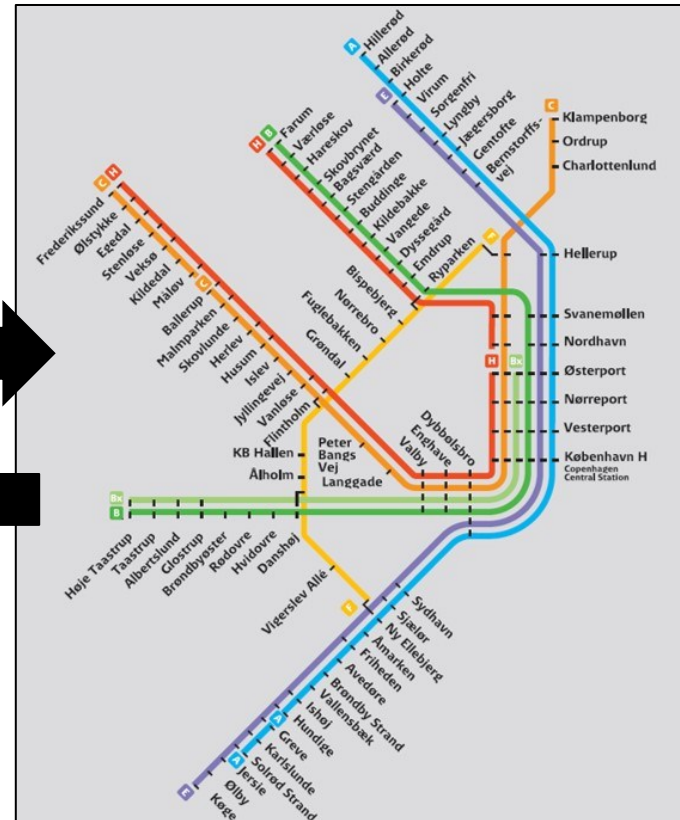 A
Hillerød
Allerød
Birkerød
Holte
Virum
Sorgenfri
Lyngby
Jægersborg
Gentofte
Bernstorffs-
vej
E
C
Klampenborg
Ordrup
Charlottenlund
H
B
Farum
Værløse
Hareskov
Skovbrynet
Bagsværd
Stengården
Buddinge
Kildebakke
Vangede
Dyssegård
Emdrup
Ryparken
F
Hellerup
C
H
Frederikssund
Ølstykke
Egedal
Stenløse
Veksø
Kildedal
Måløv
C
Ballerup
Malmparken
Skovlunde
Herlev
Husum
Islev
Jyllingevej
Vanløse
Flintholm
Bispebjerg
Nørrebro
Fuglebakken
Grøndal
Svanemøllen
Nordhavn
H
Bx
Østerport
Nørreport
Vesterport
København H
Copenhagen
Central Station
Dybbølsbro
Enghave
Valby
Peter
Bangs
Vej
Langgade
KB Hallen
Ålholm
Bx
B
Høje Taastrup
Taastrup
Albertslund
Glostrup
Brøndbyøster
Rødovre
Hvidovre
Danshøj
Vigerslev Allé
F
Sydhavn
Sjælør
Ny Ellebjerg
Åmarken
Friheden
Avedøre
Brøndby Strand
Vallensbæk
Ishøj
Hundige
A
Greve
Karlslunde
Solrød Strand
Jersie
A
Ølby
Køge
E